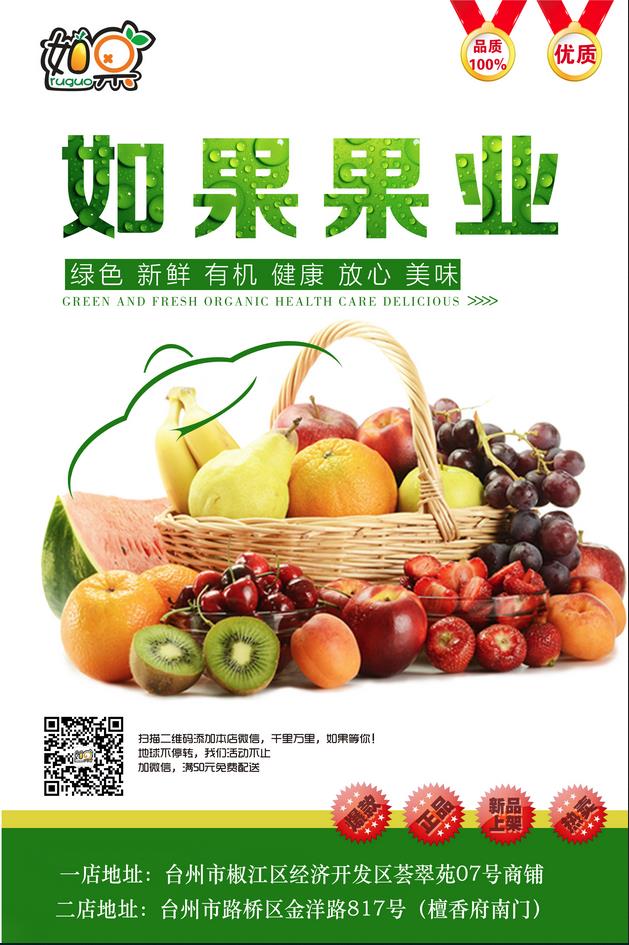 如果
ruguo
品质
100%
优质
如果果业
绿色 新鲜 有机 健康 放心 美味
GREEN AND FRESH ORGANIC HEALTH CARE DELICIOUS >>>>
扫描二维码添加本店微信，千里万里，如果等你！
地球不停转，我们活动不止
加微信，满50元免费配送
爆款
正品
新品
上架
热卖
一店地址：台州市椒江区经济开发区荟翠苑07号商铺
二店地址：台州市路桥区金洋路817号（檀香府南门）